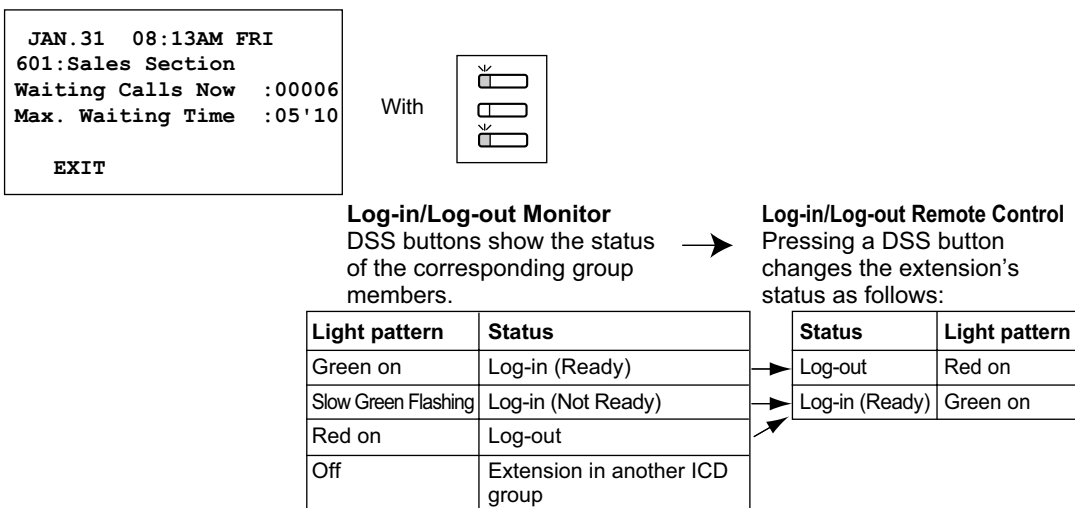 JAN.31 08:13AM FRI
601:Sales Section
Waiting Calls Now :00006
Max. Waiting Time :05'10
EXIT
With
Log-in/Log-out Monitor
DSS buttons show the status
of the corresponding group
members.
Log-in/Log-out Remote Control
Pressing a DSS button
changes the extension's
status as follows:
Light pattern Status
Green on Log-in (Ready)
Slow Green Flashing Log-in (Not Ready)
Red on Log-out
Off Extension in another ICD
group
Status Light pattern
Log-out Red on
Log-in (Ready) Green on